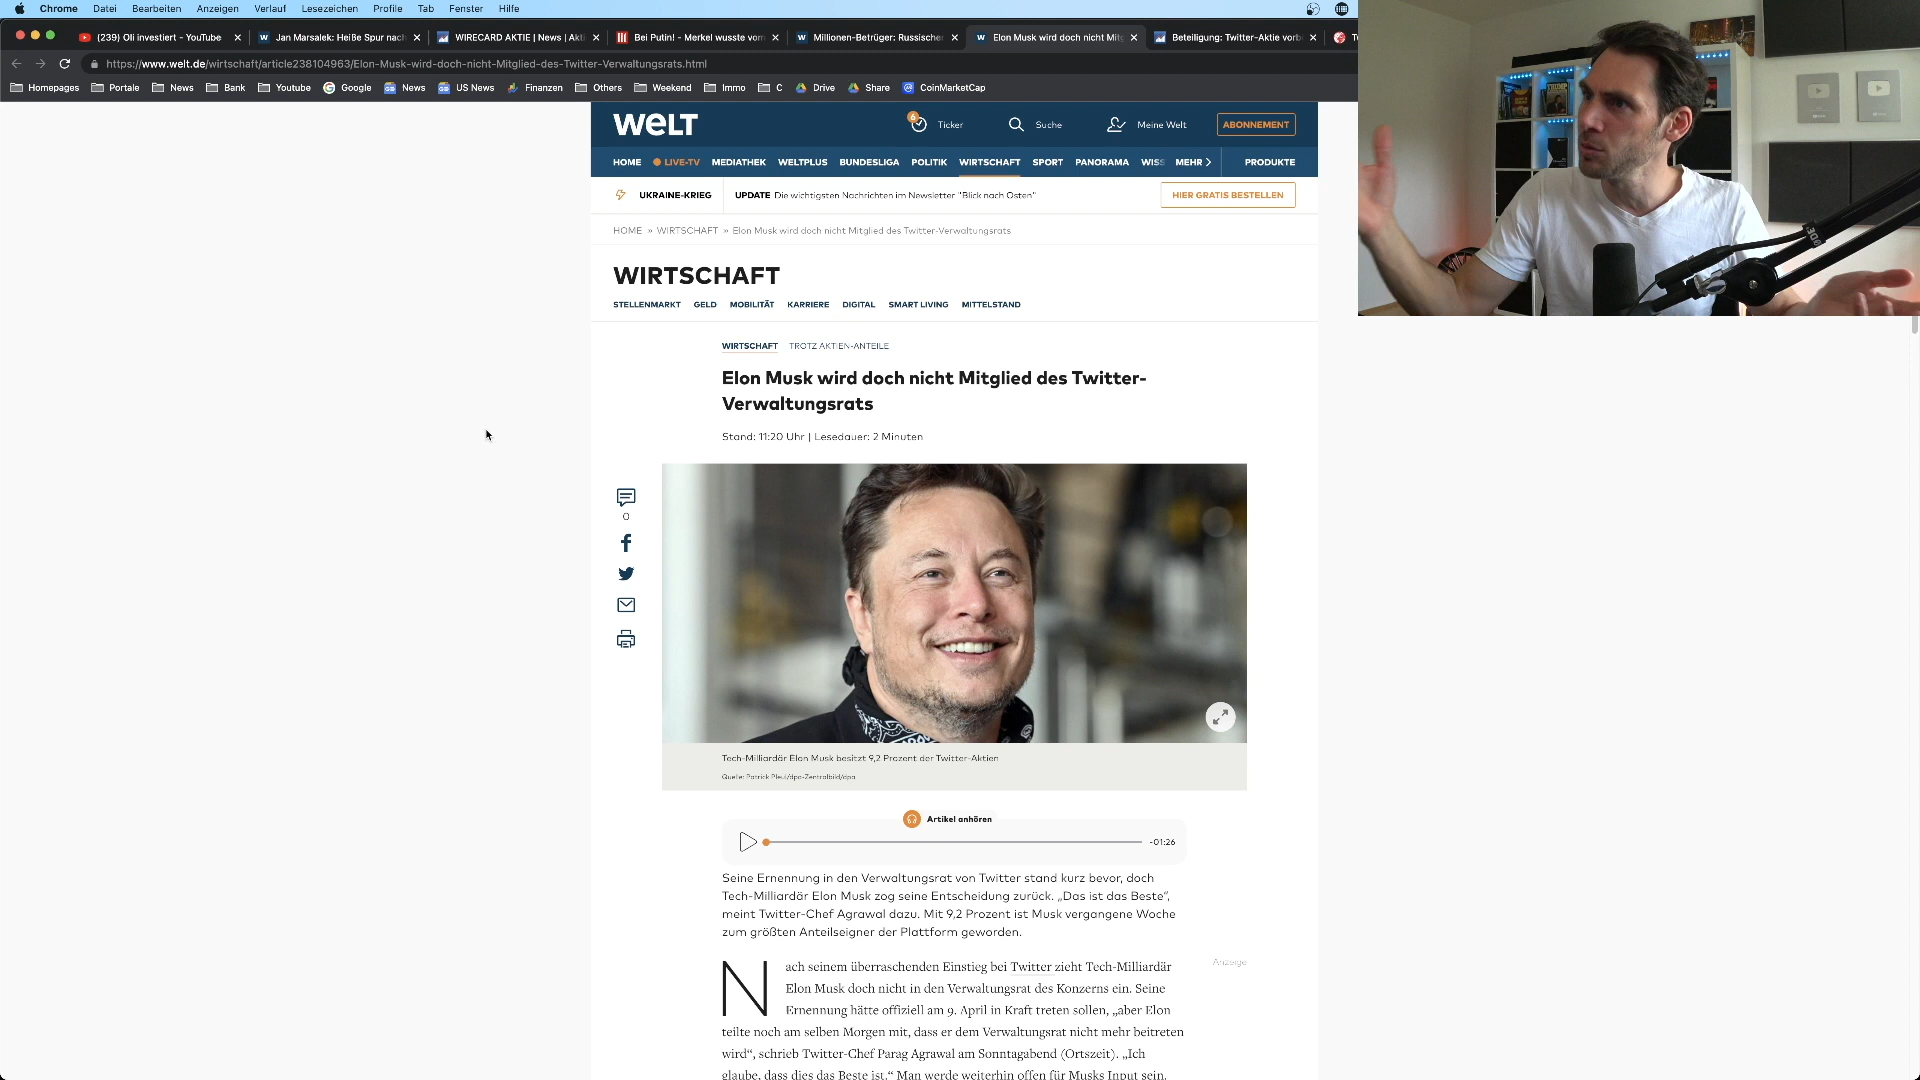 Chrome Datei Bearbeiten Anzeigen Verlauf Lesezeichen Profile Tab Fenster Hilfe
(239) Oli investiert - YouTube
Jan Marsalek: Heiße Spur nach
WIRECARD AKTIE | News | Akti
Bei Putin! - Merkel wusste von
Millionen-Betrüger: Russischer
Elon Musk wird doch nicht Mitg
Beteiligung: Twitter-Aktie vorb
https://www.welt.de/wirtschaft/article238104963/Elon-Musk-wird-doch-nicht-Mitglied-des-Twitter-Verwaltungsrats.html
Homepages Portale News Bank Youtube Google News US News Finanzen Others Weekend Immo C Drive Share CoinMarketCap
WELT
6 Ticker Suche Meine Welt ABONNEMENT
HOME LIVE-TV MEDIATHEK WELTPLUS BUNDESLIGA POLITIK WIRTSCHAFT SPORT PANORAMA WISS MEHR PRODUKTE
UKRAINE-KRIEG UPDATE Die wichtigsten Nachrichten im Newsletter "Blick nach Osten" HIER GRATIS BESTELLEN
HOME » WIRTSCHAFT » Elon Musk wird doch nicht Mitglied des Twitter-Verwaltungsrats
WIRTSCHAFT
STELLENMARKT GELD MOBILITÄT KARRIERE DIGITAL SMART LIVING MITTELSTAND
WIRTSCHAFT TROTZ AKTIEN-ANTEILE
Elon Musk wird doch nicht Mitglied des Twitter-
Verwaltungsrats
Stand: 11:20 Uhr | Lesedauer: 2 Minuten
0
Tech-Milliardär Elon Musk besitzt 9,2 Prozent der Twitter-Aktien
Quelle: Patrick Pleul/dpa-Zentralbild/dpa
Artikel anhören
-01:26
Seine Ernennung in den Verwaltungsrat von Twitter stand kurz bevor, doch
Tech-Milliardär Elon Musk zog seine Entscheidung zurück. „Das ist das Beste“,
meint Twitter-Chef Agrawal dazu. Mit 9,2 Prozent ist Musk vergangene Woche
zum größten Anteilseigner der Plattform geworden.
Anzeige
Nach seinem überraschenden Einstieg bei Twitter zieht Tech-Milliardär
Elon Musk doch nicht in den Verwaltungsrat des Konzerns ein. Seine
Ernennung hätte offiziell am 9. April in Kraft treten sollen, „aber Elon
teilte noch am selben Morgen mit, dass er dem Verwaltungsrat nicht mehr beitreten
wird“, schrieb Twitter-Chef Parag Agrawal am Sonntagabend (Ortszeit). „Ich
glaube, dass dies das Beste ist.“ Man werde weiterhin offen für Musks Input sein.
RØDE